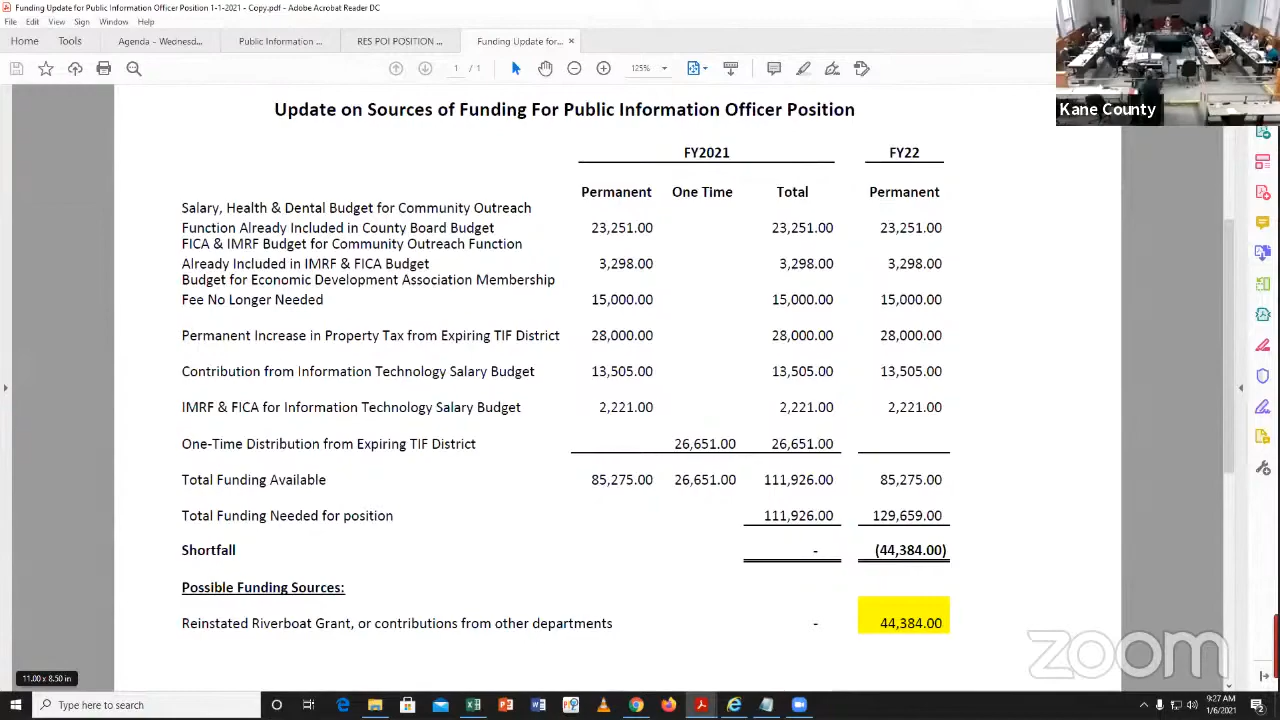 Funding Update for Public Information Officer Position 1-1-2021 - Copy.pdf - Adobe Acrobat Reader DC
File Edit View Sign Window Help
Home Tools Agenda - Wednesd... Public Information ... RES POI POSITION ... Funding Update for... ×
/ 1 125%
Kane County
Update on Sources of Funding For Public Information Officer Position
FY2021 FY22
Permanent One Time Total Permanent
Salary, Health & Dental Budget for Community Outreach
Function Already Included in County Board Budget 23,251.00 23,251.00 23,251.00
FICA & IMRF Budget for Community Outreach Function
Already Included in IMRF & FICA Budget 3,298.00 3,298.00 3,298.00
Budget for Economic Development Association Membership
Fee No Longer Needed 15,000.00 15,000.00 15,000.00
Permanent Increase in Property Tax from Expiring TIF District 28,000.00 28,000.00 28,000.00
Contribution from Information Technology Salary Budget 13,505.00 13,505.00 13,505.00
IMRF & FICA for Information Technology Salary Budget 2,221.00 2,221.00 2,221.00
One-Time Distribution from Expiring TIF District 26,651.00 26,651.00
Total Funding Available 85,275.00 26,651.00 111,926.00 85,275.00
Total Funding Needed for position 111,926.00 129,659.00
Shortfall - (44,384.00)
Possible Funding Sources:
Reinstated Riverboat Grant, or contributions from other departments - 44,384.00
zoom
11.00 x 8.50 in
Type here to search
9:27 AM
1/6/2021